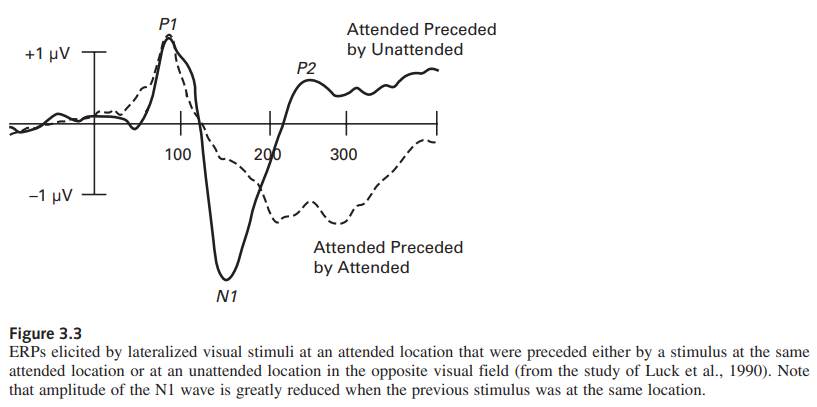 P1
Attended Preceded
by Unattended
+1 µV
P2
100
200
300
−1 µV
Attended Preceded
by Attended
N1
Figure 3.3
ERPs elicited by lateralized visual stimuli at an attended location that were preceded either by a stimulus at the same
attended location or at an unattended location in the opposite visual field (from the study of Luck et al., 1990). Note
that amplitude of the N1 wave is greatly reduced when the previous stimulus was at the same location.